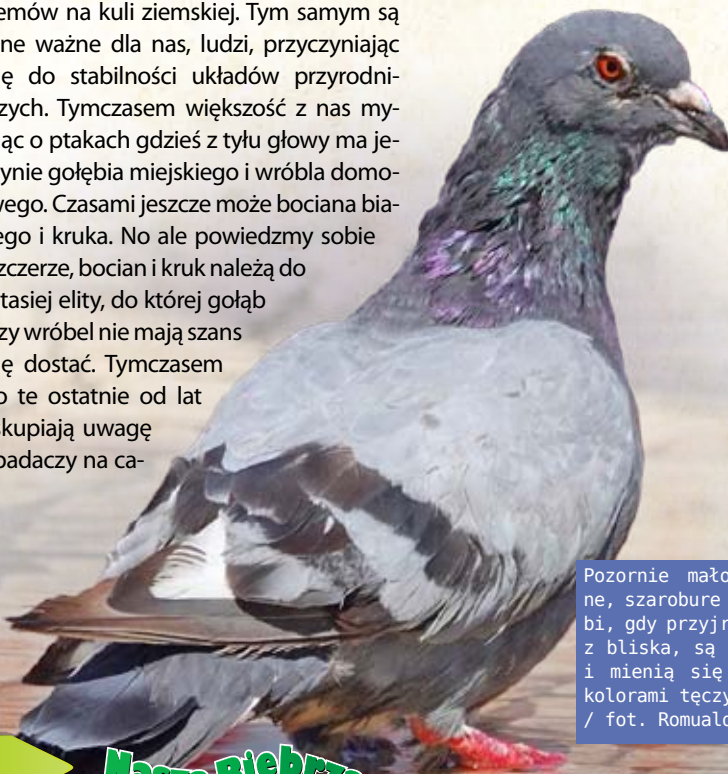 emów na kuli ziemskiej. Tym samym są
ne ważne dla nas, ludzi, przyczyniając
ę do stabilności układów przyrodni-
zych. Tymczasem większość z nas my-
ąc o ptakach gdzieś z tyłu głowy ma je-
ynie gołębia miejskiego i wróbla domo-
wego. Czasami jeszcze może bociana bia-
ego i kruka. No ale powiedzmy sobie
zczerze, bocian i kruk należą do
tasiej elity, do której gołąb
zy wróbel nie mają szans
ę dostać. Tymczasem
o te ostatnie od lat
skupiają uwagę
badaczy na ca-
Pozornie mało
ne, szarobure
bi, gdy przyjr
z bliska, są
i mienią się
kolorami tęczy
/ fot. Romuald
Nasza Biebrza